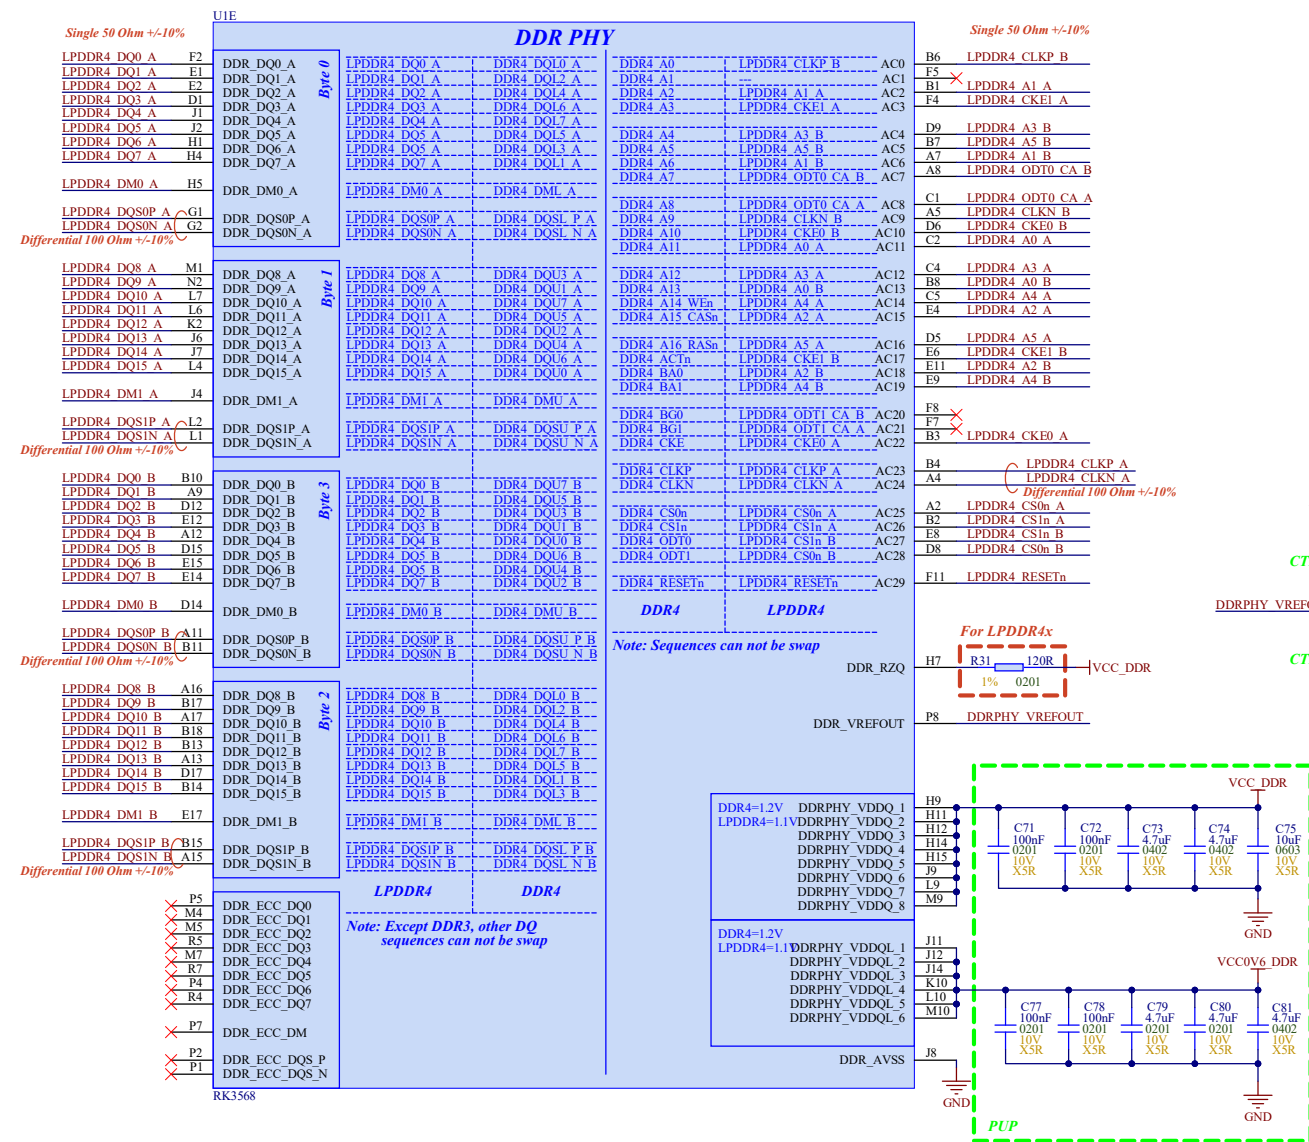 U1E
DDR PHY
Single 50 Ohm +/-10%
LPDDR4_DQ0_A F2 DDR_DQ0_A LPDDR4_DQ0_A DDR4_DQL0_A
LPDDR4_DQ1_A E1 DDR_DQ1_A LPDDR4_DQ1_A DDR4_DQL2_A
LPDDR4_DQ2_A E2 DDR_DQ2_A LPDDR4_DQ2_A DDR4_DQL4_A
LPDDR4_DQ3_A D1 DDR_DQ3_A LPDDR4_DQ3_A DDR4_DQL6_A
LPDDR4_DQ4_A J1 DDR_DQ4_A LPDDR4_DQ4_A DDR4_DQL7_A
LPDDR4_DQ5_A J2 DDR_DQ5_A LPDDR4_DQ5_A DDR4_DQL5_A
LPDDR4_DQ6_A H1 DDR_DQ6_A LPDDR4_DQ5_A DDR4_DQL3_A
LPDDR4_DQ7_A H4 DDR_DQ7_A LPDDR4_DQ7_A DDR4_DQL1_A
Byte 0
LPDDR4_DM0_A H5 DDR_DM0_A LPDDR4_DM0_A DDR4_DML_A
LPDDR4_DQS0P_A G1 DDR_DQS0P_A LPDDR4_DQS0P_A DDR4_DQSL_P_A
LPDDR4_DQS0N_A G2 DDR_DQS0N_A LPDDR4_DQS0N_A DDR4_DQSL_N_A
Differential 100 Ohm +/-10%
LPDDR4_DQ8_A M1 DDR_DQ8_A LPDDR4_DQ8_A DDR4_DQU3_A
LPDDR4_DQ9_A N2 DDR_DQ9_A LPDDR4_DQ9_A DDR4_DQU1_A
LPDDR4_DQ10_A L7 DDR_DQ10_A LPDDR4_DQ10_A DDR4_DQU7_A
LPDDR4_DQ11_A L6 DDR_DQ11_A LPDDR4_DQ11_A DDR4_DQU5_A
LPDDR4_DQ12_A K2 DDR_DQ12_A LPDDR4_DQ12_A DDR4_DQU2_A
LPDDR4_DQ13_A J6 DDR_DQ13_A LPDDR4_DQ13_A DDR4_DQU4_A
LPDDR4_DQ14_A J7 DDR_DQ14_A LPDDR4_DQ14_A DDR4_DQU6_A
LPDDR4_DQ15_A L4 DDR_DQ15_A LPDDR4_DQ15_A DDR4_DQU0_A
Byte 1
LPDDR4_DM1_A J4 DDR_DM1_A LPDDR4_DM1_A DDR4_DMU_A
LPDDR4_DQS1P_A L2 DDR_DQS1P_A LPDDR4_DQS1P_A DDR4_DQSU_P_A
LPDDR4_DQS1N_A L1 DDR_DQS1N_A LPDDR4_DQS1N_A DDR4_DQSU_N_A
Differential 100 Ohm +/-10%
LPDDR4_DQ0_B B10 DDR_DQ0_B LPDDR4_DQ0_B DDR4_DQU7_B
LPDDR4_DQ1_B A9 DDR_DQ1_B LPDDR4_DQ1_B DDR4_DQU5_B
LPDDR4_DQ2_B D12 DDR_DQ2_B LPDDR4_DQ2_B DDR4_DQU3_B
LPDDR4_DQ3_B E12 DDR_DQ3_B LPDDR4_DQ3_B DDR4_DQU1_B
LPDDR4_DQ4_B A12 DDR_DQ4_B LPDDR4_DQ4_B DDR4_DQU0_B
LPDDR4_DQ5_B D15 DDR_DQ5_B LPDDR4_DQ5_B DDR4_DQU6_B
LPDDR4_DQ6_B E15 DDR_DQ6_B LPDDR4_DQ5_B DDR4_DQU4_B
LPDDR4_DQ7_B E14 DDR_DQ7_B LPDDR4_DQ7_B DDR4_DQU2_B
Byte 3
LPDDR4_DM0_B D14 DDR_DM0_B LPDDR4_DM0_B DDR4_DMU_B
LPDDR4_DQS0P_B A11 DDR_DQS0P_B LPDDR4_DQS0P_B DDR4_DQSU_P_B
LPDDR4_DQS0N_B B11 DDR_DQS0N_B LPDDR4_DQS0N_B DDR4_DQSU_N_B
Differential 100 Ohm +/-10%
LPDDR4_DQ8_B A16 DDR_DQ8_B LPDDR4_DQ8_B DDR4_DQL0_B
LPDDR4_DQ9_B B17 DDR_DQ9_B LPDDR4_DQ9_B DDR4_DQL2_B
LPDDR4_DQ10_B A17 DDR_DQ10_B LPDDR4_DQ10_B DDR4_DQL4_B
LPDDR4_DQ11_B B18 DDR_DQ11_B LPDDR4_DQ11_B DDR4_DQL6_B
LPDDR4_DQ12_B B13 DDR_DQ12_B LPDDR4_DQ12_B DDR4_DQL7_B
LPDDR4_DQ13_B A13 DDR_DQ13_B LPDDR4_DQ13_B DDR4_DQL5_B
LPDDR4_DQ14_B D17 DDR_DQ14_B LPDDR4_DQ14_B DDR4_DQL1_B
LPDDR4_DQ15_B B14 DDR_DQ15_B LPDDR4_DQ15_B DDR4_DQL3_B
Byte 2
LPDDR4_DM1_B E17 DDR_DM1_B LPDDR4_DM1_B DDR4_DML_B
LPDDR4_DQS1P_B B15 DDR_DQS1P_B LPDDR4_DQS1P_B DDR4_DQSL_P_B
LPDDR4_DQS1N_B A15 DDR_DQS1N_B LPDDR4_DQS1N_B DDR4_DQSL_N_B
Differential 100 Ohm +/-10%
LPDDR4 DDR4
Note: Except DDR3, other DQ
sequences can not be swap
P5 DDR_ECC_DQ0
M4 DDR_ECC_DQ1
M5 DDR_ECC_DQ2
R5 DDR_ECC_DQ3
M7 DDR_ECC_DQ4
R7 DDR_ECC_DQ5
P4 DDR_ECC_DQ6
R4 DDR_ECC_DQ7
P7 DDR_ECC_DM
P2 DDR_ECC_DQS_P
P1 DDR_ECC_DQS_N
RK3568
Single 50 Ohm +/-10%
DDR4_A0 LPDDR4_CLKP_B AC0 B6 LPDDR4_CLKP_B
DDR4_A1 --- AC1 F5
DDR4_A2 LPDDR4_A1_A AC2 B1 LPDDR4_A1_A
DDR4_A3 LPDDR4_CKE1_A AC3 F4 LPDDR4_CKE1_A
DDR4_A4 LPDDR4_A3_B AC4 D9 LPDDR4_A3_B
DDR4_A5 LPDDR4_A5_B AC5 B7 LPDDR4_A5_B
DDR4_A6 LPDDR4_A1_B AC6 A7 LPDDR4_A1_B
DDR4_A7 LPDDR4_ODT0_CA_B AC7 A8 LPDDR4_ODT0_CA_B
DDR4_A8 LPDDR4_ODT0_CA_A AC8 C1 LPDDR4_ODT0_CA_A
DDR4_A9 LPDDR4_CLKN_B AC9 A5 LPDDR4_CLKN_B
DDR4_A10 LPDDR4_CKE0_B AC10 D6 LPDDR4_CKE0_B
DDR4_A11 LPDDR4_A0_A AC11 C2 LPDDR4_A0_A
DDR4_A12 LPDDR4_A3_A AC12 C4 LPDDR4_A3_A
DDR4_A13 LPDDR4_A0_B AC13 B8 LPDDR4_A0_B
DDR4_A14_WEn LPDDR4_A4_A AC14 C5 LPDDR4_A4_A
DDR4_A15_CASn LPDDR4_A2_A AC15 E4 LPDDR4_A2_A
DDR4_A16_RASn LPDDR4_A5_A AC16 D5 LPDDR4_A5_A
DDR4_ACTn LPDDR4_CKE1_B AC17 E6 LPDDR4_CKE1_B
DDR4_BA0 LPDDR4_A2_B AC18 E11 LPDDR4_A2_B
DDR4_BA1 LPDDR4_A4_B AC19 E9 LPDDR4_A4_B
DDR4_BG0 LPDDR4_ODT1_CA_B AC20 F8
DDR4_BG1 LPDDR4_ODT1_CA_A AC21 F7
DDR4_CKE LPDDR4_CKE0_A AC22 B3 LPDDR4_CKE0_A
DDR4_CLKP LPDDR4_CLKP_A AC23 B4 LPDDR4_CLKP_A
DDR4_CLKN LPDDR4_CLKN_A AC24 A4 LPDDR4_CLKN_A
Differential 100 Ohm +/-10%
DDR4_CS0n LPDDR4_CS0n_A AC25 A2 LPDDR4_CS0n_A
DDR4_CS1n LPDDR4_CS1n_A AC26 B2 LPDDR4_CS1n_A
DDR4_ODT0 LPDDR4_CS1n_B AC27 E8 LPDDR4_CS1n_B
DDR4_ODT1 LPDDR4_CS0n_B AC28 D8 LPDDR4_CS0n_B
DDR4_RESETn LPDDR4_RESETn AC29 F11 LPDDR4_RESETn
DDR4 LPDDR4
Note: Sequences can not be swap
CT
DDRPHY_VREFO
CT
For LPDDR4x
DDR_RZQ H7 R31 120R VCC_DDR
1% 0201
DDR_VREFOUT P8 DDRPHY_VREFOUT
DDR4=1.2V
LPDDR4=1.1V
DDRPHY_VDDQ_1 H9
DDRPHY_VDDQ_2 H11
DDRPHY_VDDQ_3 H12
DDRPHY_VDDQ_4 H14
DDRPHY_VDDQ_5 H15
DDRPHY_VDDQ_6 J9
DDRPHY_VDDQ_7 L9
DDRPHY_VDDQ_8 M9
DDR4=1.2V
LPDDR4=1.1V
DDRPHY_VDDQL_1 J11
DDRPHY_VDDQL_2 J12
DDRPHY_VDDQL_3 J14
DDRPHY_VDDQL_4 K10
DDRPHY_VDDQL_5 L10
DDRPHY_VDDQL_6 M10
DDR_AVSS J8
GND
VCC_DDR
C71 C72 C73 C74 C75
100nF 100nF 4.7uF 4.7uF 10uF
0201 0201 0402 0402 0603
10V 10V 10V 10V 10V
X5R X5R X5R X5R X5R
GND
VCC0V6_DDR
C77 C78 C79 C80 C81
100nF 100nF 4.7uF 4.7uF 4.7uF
0201 0201 0201 0201 0402
10V 10V 10V 10V 10V
X5R X5R X5R X5R X5R
GND
PUP